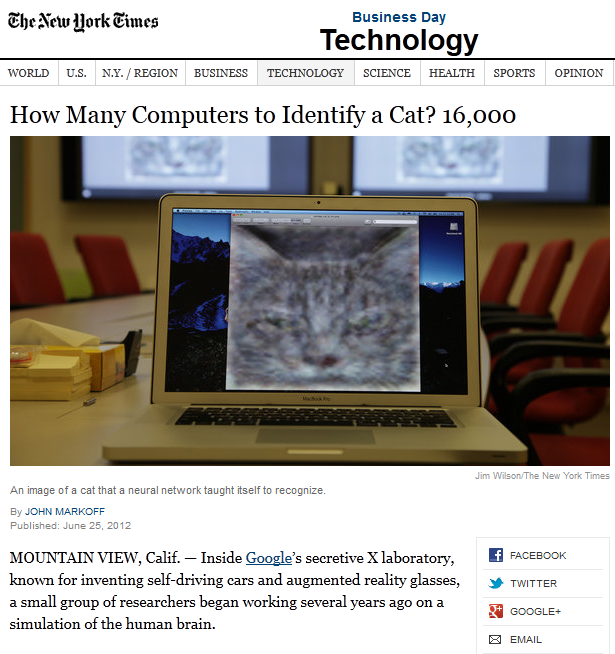 The New York Times
Business Day
Technology
WORLD U.S. N.Y. / REGION BUSINESS TECHNOLOGY SCIENCE HEALTH SPORTS OPINION
How Many Computers to Identify a Cat? 16,000
MacBook Pro
Jim Wilson/The New York Times
An image of a cat that a neural network taught itself to recognize.
By JOHN MARKOFF
Published: June 25, 2012
MOUNTAIN VIEW, Calif. — Inside Google's secretive X laboratory,
known for inventing self-driving cars and augmented reality glasses,
a small group of researchers began working several years ago on a
simulation of the human brain.
FACEBOOK
TWITTER
GOOGLE+
EMAIL